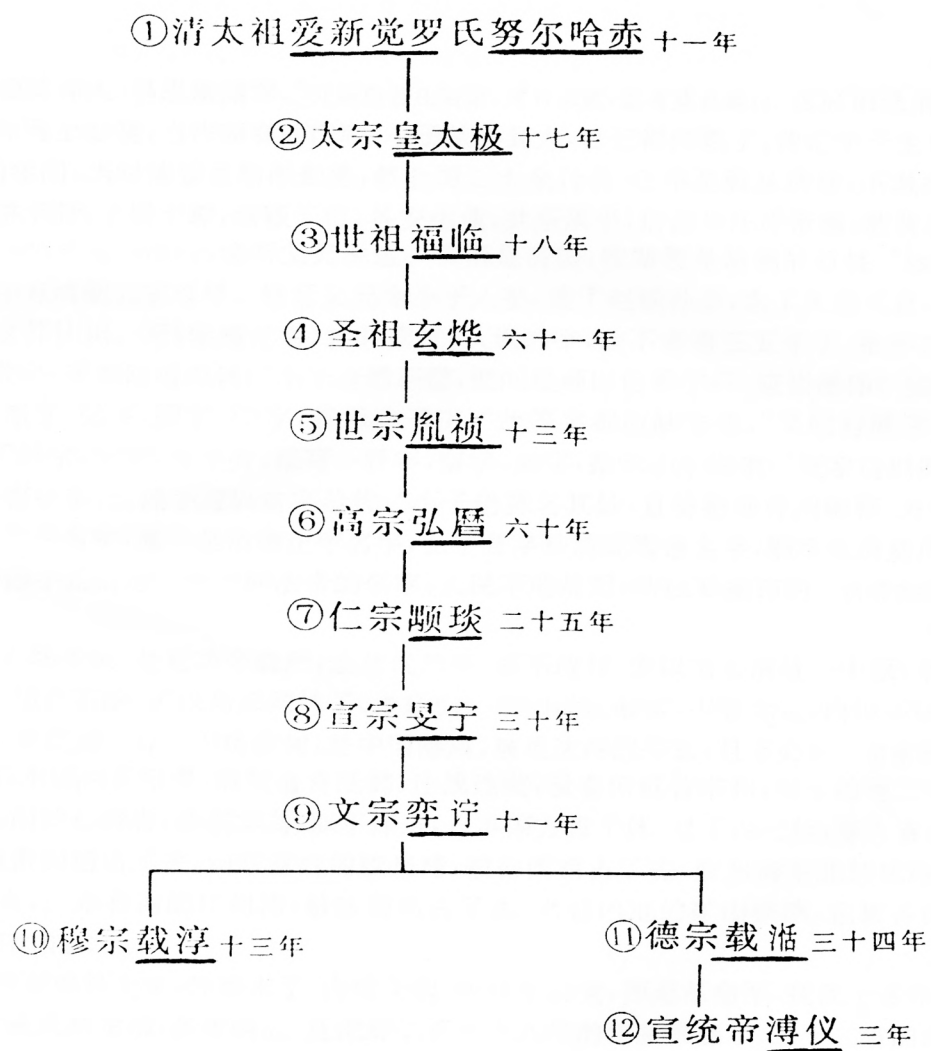 ①清太祖爱新觉罗氏努尔哈赤 十一年
②太宗皇太极 十七年
③世祖福临 十八年
④圣祖玄烨 六十一年
⑤世宗胤祯 十三年
⑥高宗弘曆 六十年
⑦仁宗颙琰 二十五年
⑧宣宗旻宁 三十年
⑨文宗弈詝 十一年
⑩穆宗载淳 十三年
⑪德宗载湉 三十四年
⑫宣统帝溥仪 三年